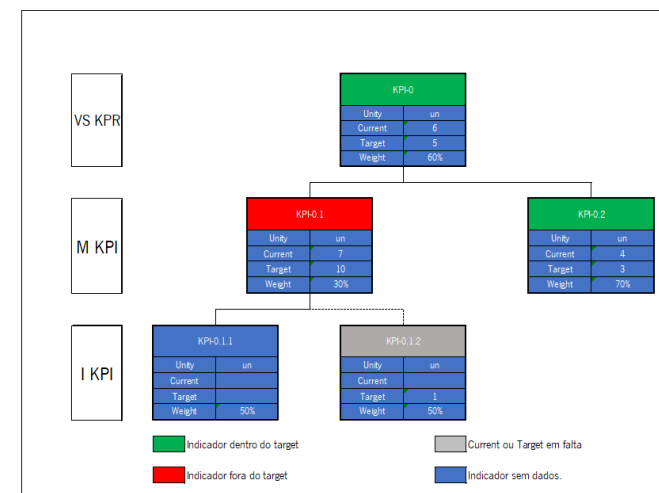 KPI-0
VS KPR
Unity un
Current 6
Target 5
Weight 60%
KPI-0.1
KPI-0.2
M KPI
Unity un
Current 7
Target 10
Weight 30%
Unity un
Current 4
Target 3
Weight 70%
KPI-0.1.1
KPI-0.1.2
I KPI
Unity un
Current
Target
Weight 50%
Unity un
Current
Target 1
Weight 50%
Indicador dentro do target
Current ou Target em falta
Indicador fora do target
Indicador sem dados.